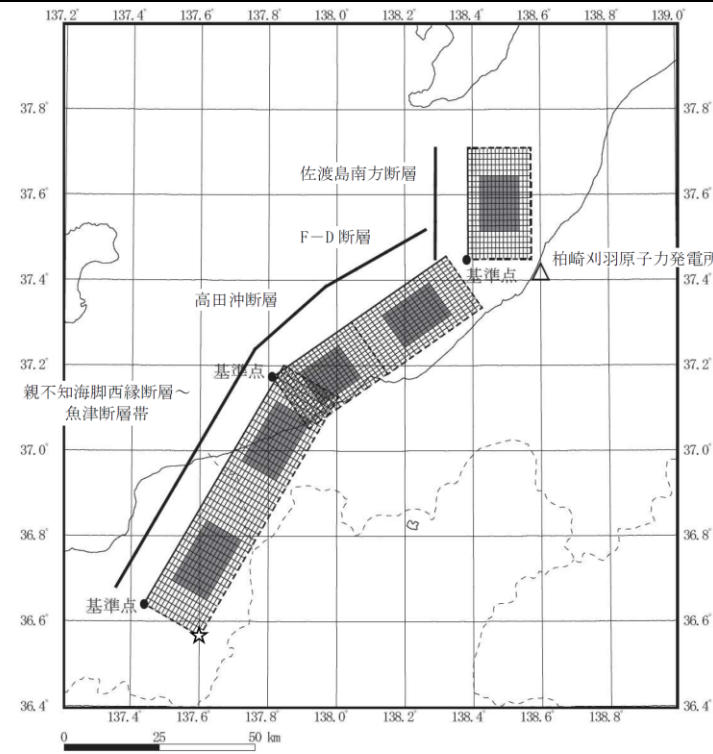 137.2° 137.4° 137.6° 137.8° 138.0° 138.2° 138.4° 138.6° 138.8° 139.0°
37.8° 37.8°
佐渡島南方断層
37.6° 37.6°
F－D断層
柏崎刈羽原子力発電所
37.4° 37.4°
基準点
高田沖断層
37.2° 37.2°
基準点
親不知海脚西縁断層～
魚津断層帯
37.0° 37.0°
36.8° 36.8°
基準点
36.6° 36.6°
36.4° 36.4°
137.4° 137.6° 137.8° 138.0° 138.2° 138.4° 138.6° 138.8°
0 25 50 km